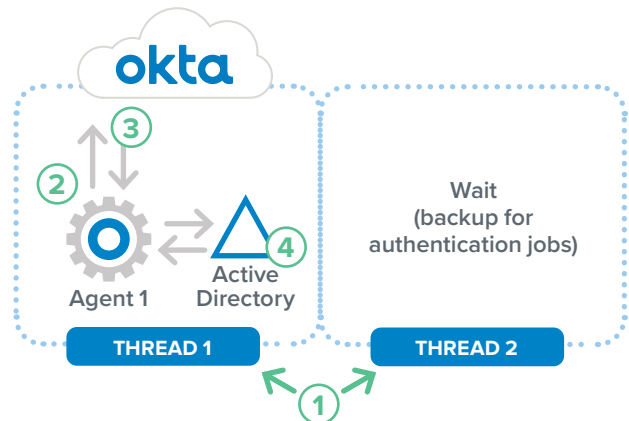 okta
3
2
4
Agent 1
Active
Directory
Wait
(backup for
authentication jobs)
THREAD 1
THREAD 2
1